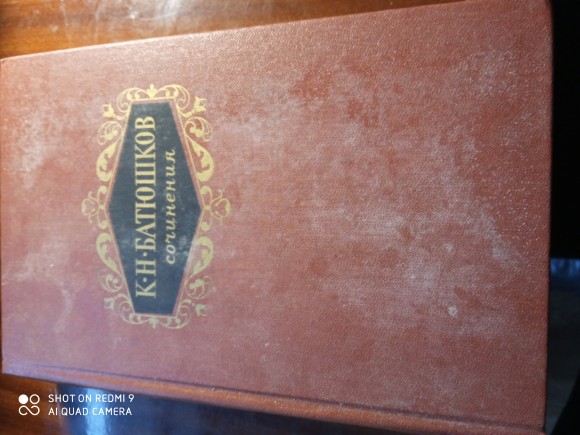 К·Н·БАТЮШКОВ
сочинения
SHOT ON REDMI 9
AI QUAD CAMERA